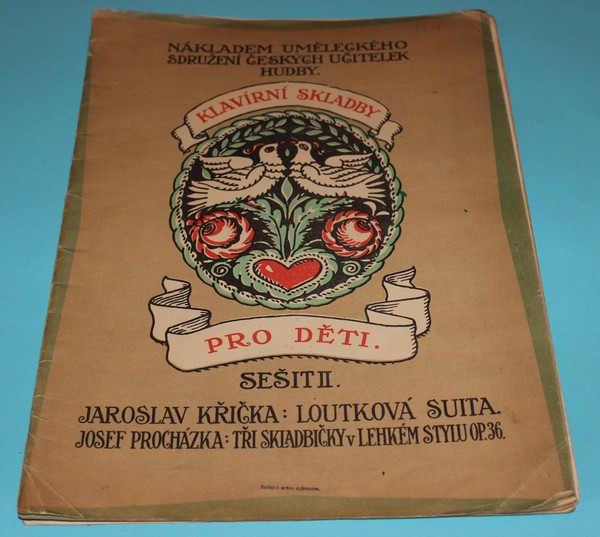 NÁKLADEM UMĚLECKÉHO
SDRUŽENÍ ČESKÝCH UČITELEK
HUDBY.
KLAVÍRNÍ SKLADBY
PRO DĚTI.
SEŠIT II.
JAROSLAV KŘIČKA: LOUTKOVÁ SUITA.
JOSEF PROCHÁZKA: TŘI SKLADBIČKY v LEHKÉM STYLU OP. 36.